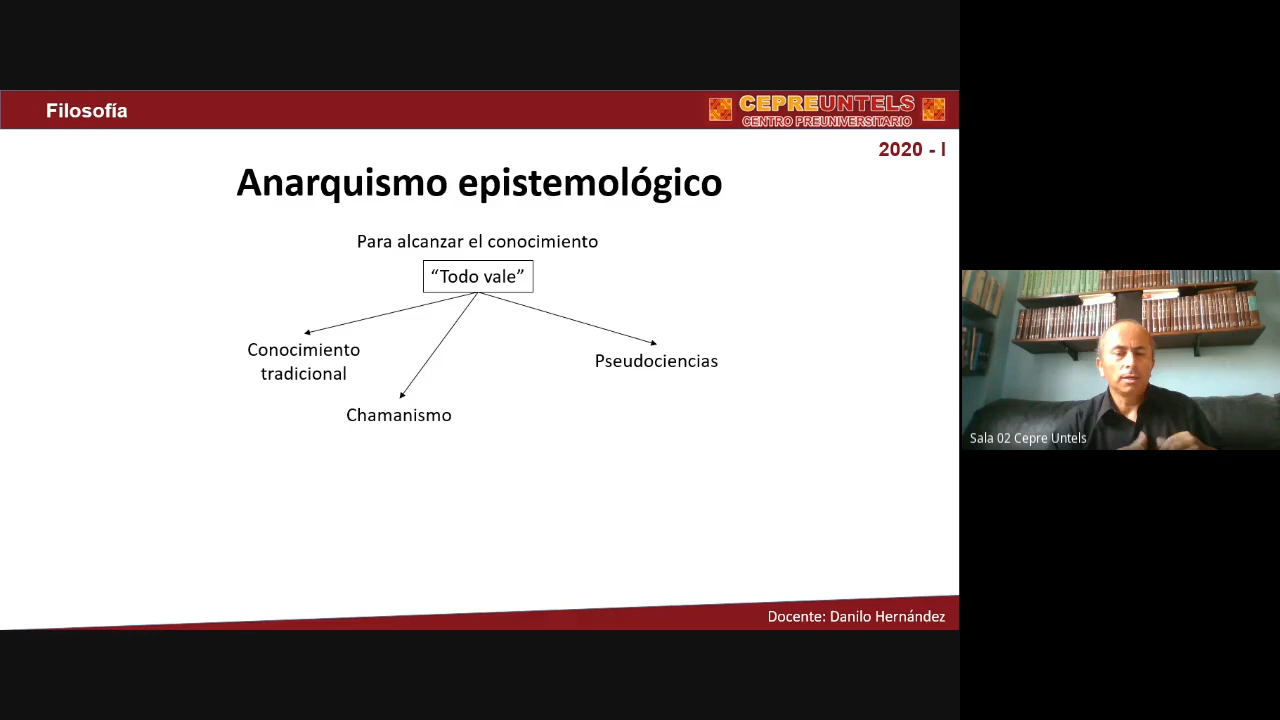 Filosofía
CEPREUNTELS
CENTRO PREUNIVERSITARIO
2020 - I
Anarquismo epistemológico
Para alcanzar el conocimiento
“Todo vale”
Conocimiento
tradicional
Pseudociencias
Chamanismo
Sala 02 Cepre Untels
Docente: Danilo Hernández